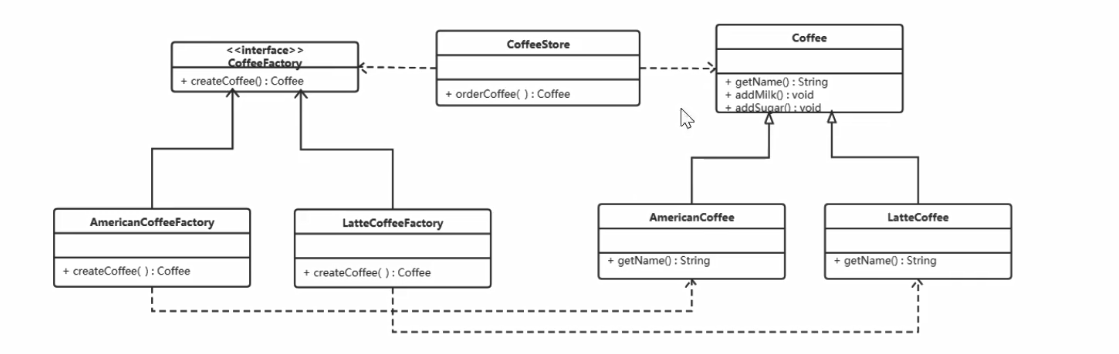 <<interface>>
CoffeeFactory
+ createCoffee() : Coffee
CoffeeStore
+ orderCoffee( ) : Coffee
Coffee
+ getName() : String
+ addMilk() : void
+ addSugar() : void
AmericanCoffeeFactory
+ createCoffee( ) : Coffee
LatteCoffeeFactory
+ createCoffee( ) : Coffee
AmericanCoffee
+ getName() : String
LatteCoffee
+ getName() : String